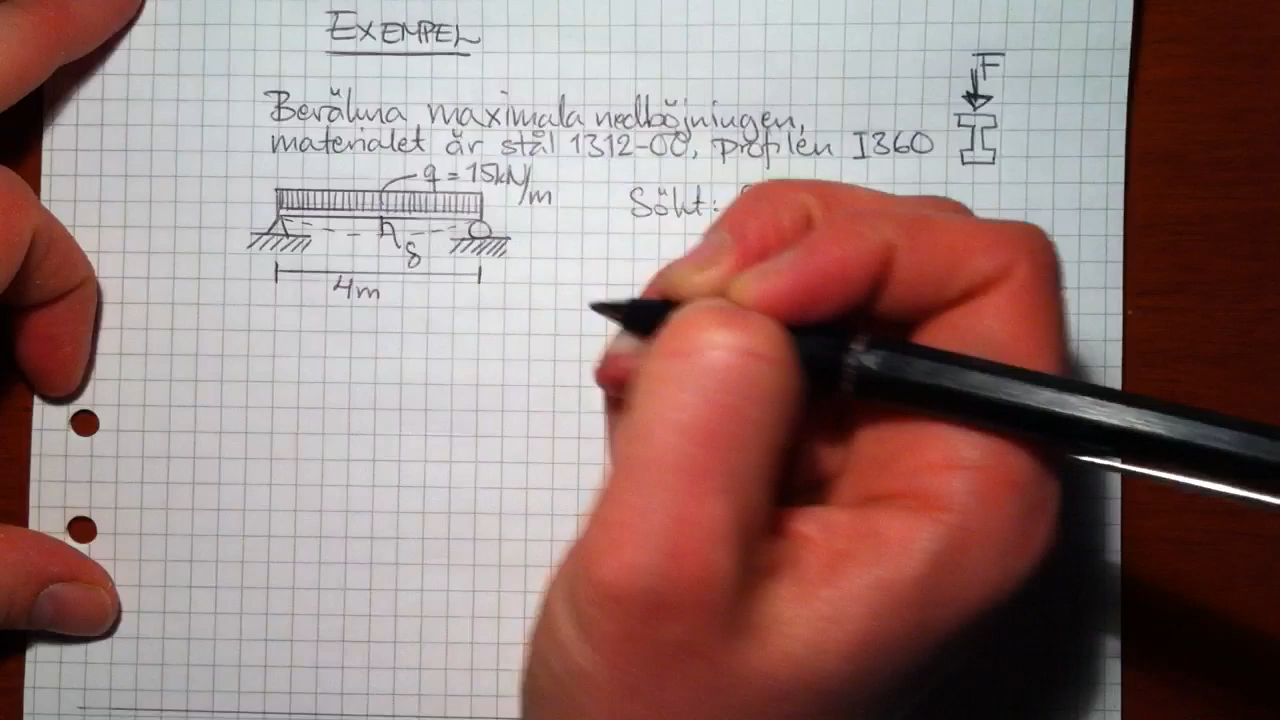 EXEMPEL
F
Beräkna maximala nedböjningen,
materialet är stål 1312-00, profilen I360
q = 15kN/m
Sökt:
δ
4m